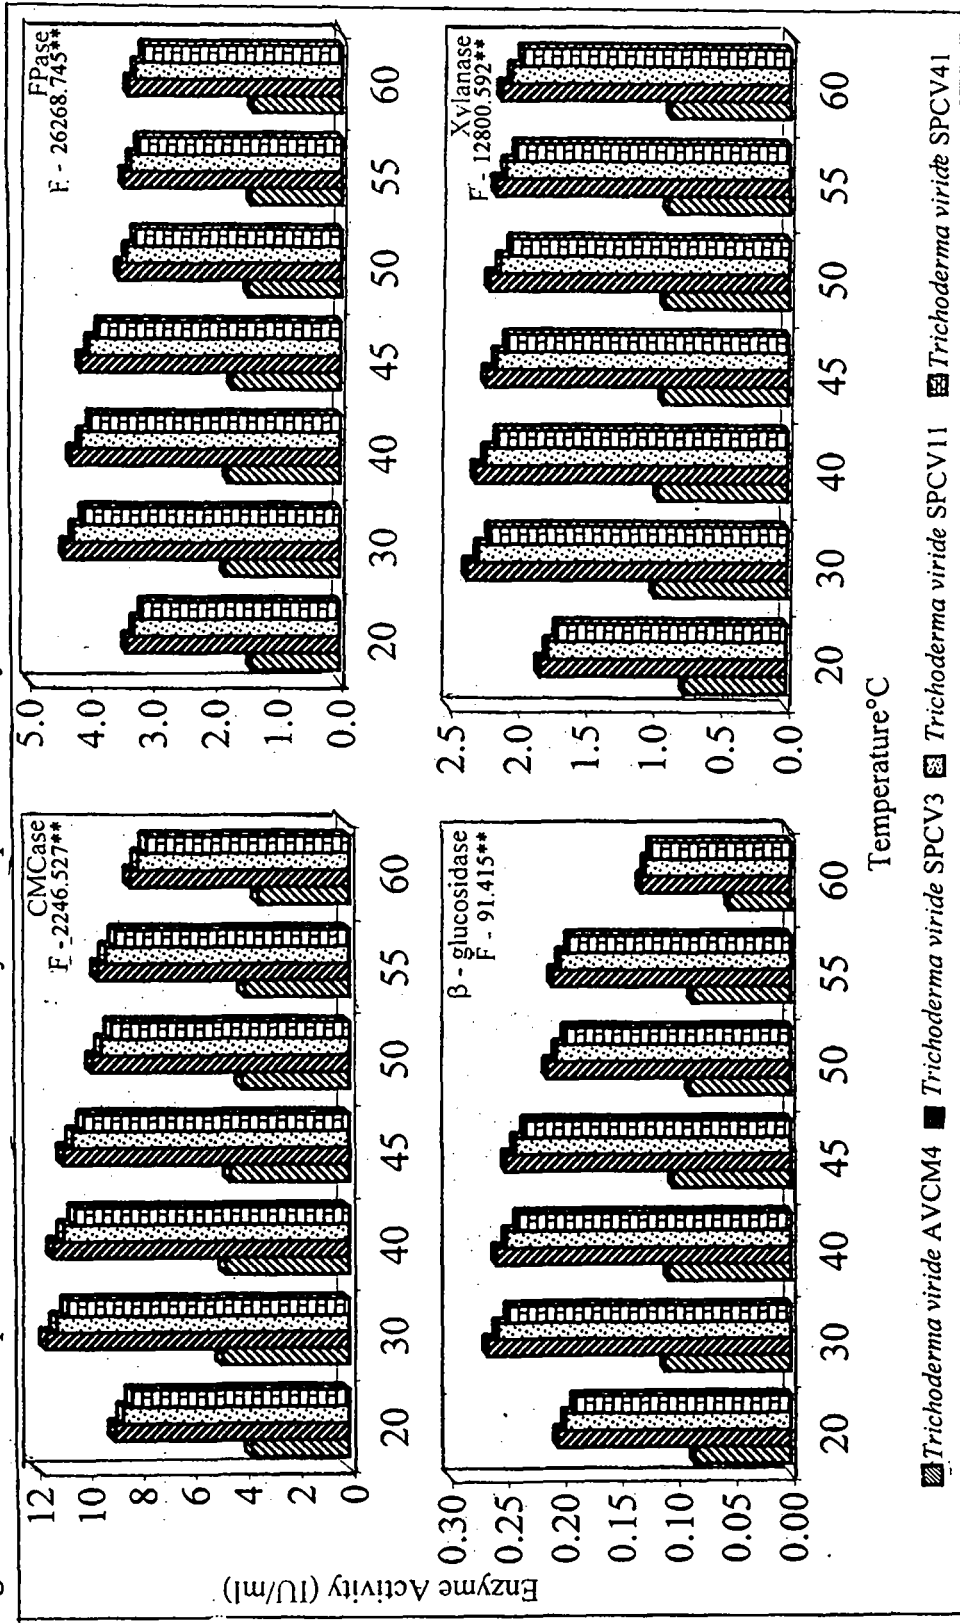 CMCase
F - 2246.527**
12
10
8
6
4
2
0
20 30 40 45 50 55 60
FPase
F - 26268.745**
5.0
4.0
3.0
2.0
1.0
0.0
20 30 40 45 50 55 60
Enzyme Activity (IU/ml)
β - glucosidase
F - 91.415**
0.30
0.25
0.20
0.15
0.10
0.05
0.00
20 30 40 45 50 55 60
Xylanase
F - 12800.592**
2.5
2.0
1.5
1.0
0.5
0.0
20 30 40 45 50 55 60
Temperature°C
Trichoderma viride AVCM4 Trichoderma viride SPCV3 Trichoderma viride SPCV11 Trichoderma viride SPCV41